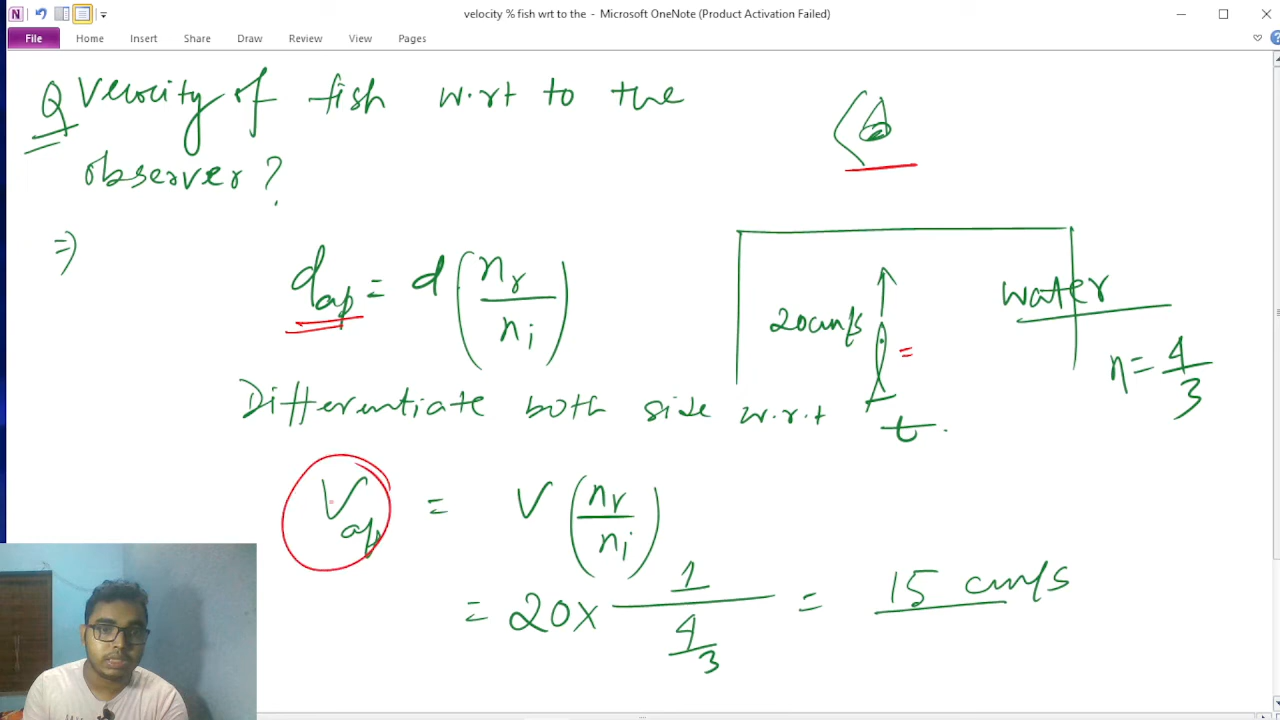 velocity % fish wrt to the - Microsoft OneNote (Product Activation Failed)
File Home Insert Share Draw Review View Pages
Q Velocity of fish w.r.t to the
observer?
⇒
d_ap = d (n_r / n_i)
water
20 cm/s
n = 4/3
Differentiate both side w.r.t t.
V_ap = V (n_r / n_i)
= 20 x 1 / (4/3) = 15 cm/s